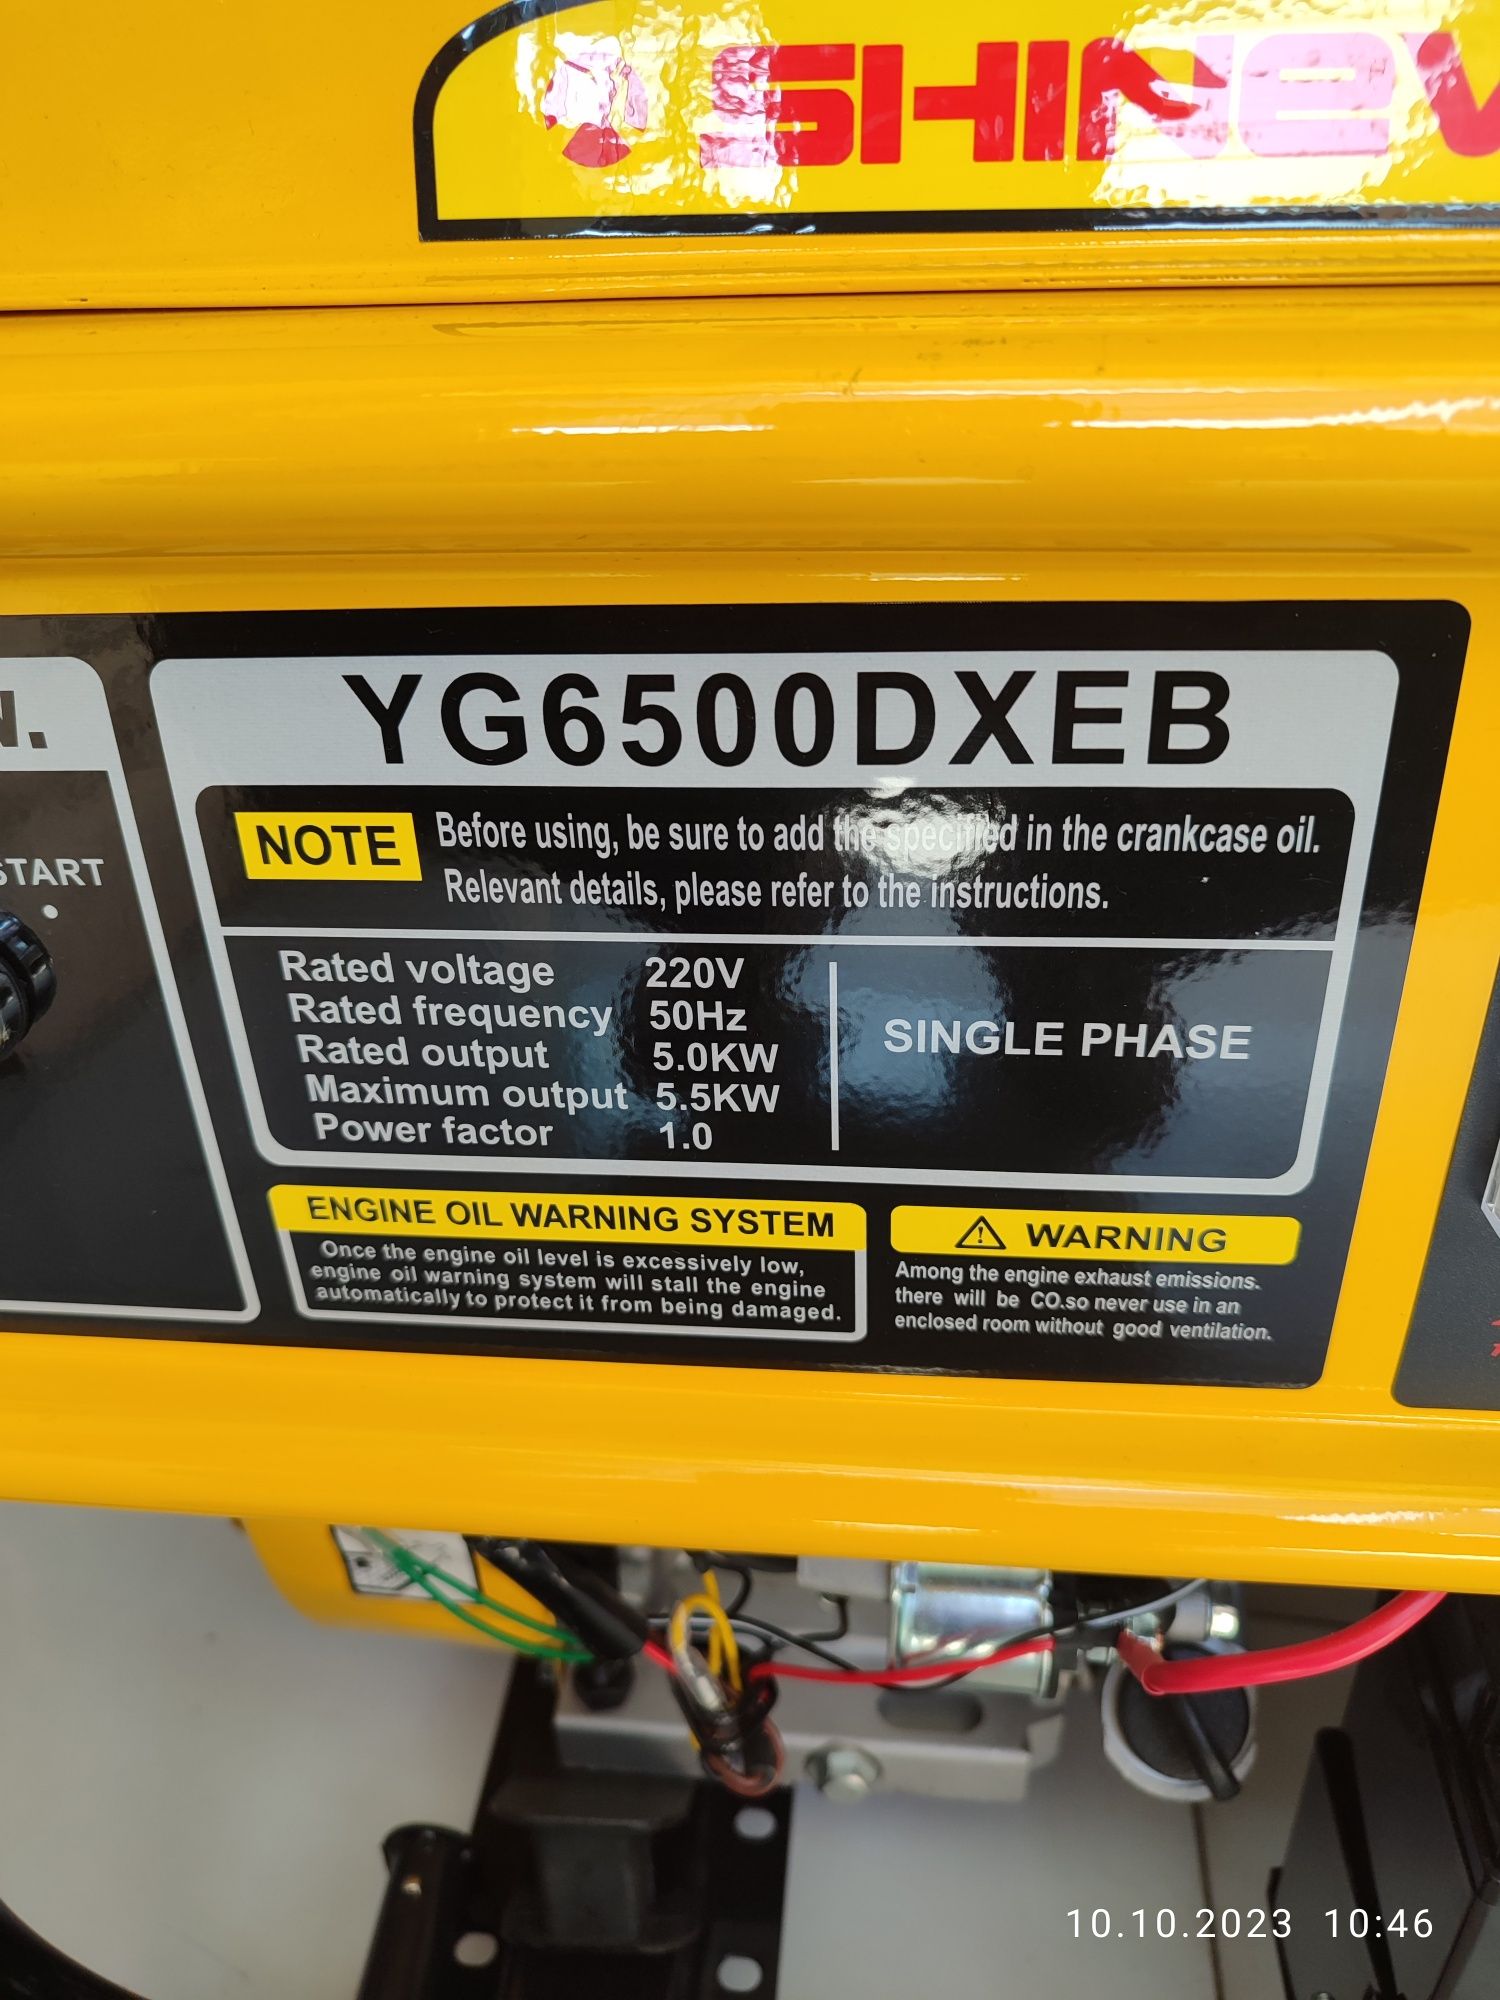 SHINEW
YG6500DXEB
N.
START
NOTE Before using, be sure to add the specified in the crankcase oil.
Relevant details, please refer to the instructions.
Rated voltage 220V
Rated frequency 50Hz
Rated output 5.0KW
Maximum output 5.5KW
Power factor 1.0
SINGLE PHASE
ENGINE OIL WARNING SYSTEM
Once the engine oil level is excessively low,
engine oil warning system will stall the engine
automatically to protect it from being damaged.
WARNING
Among the engine exhaust emissions.
there will be CO.so never use in an
enclosed room without good ventilation.
10.10.2023 10:46